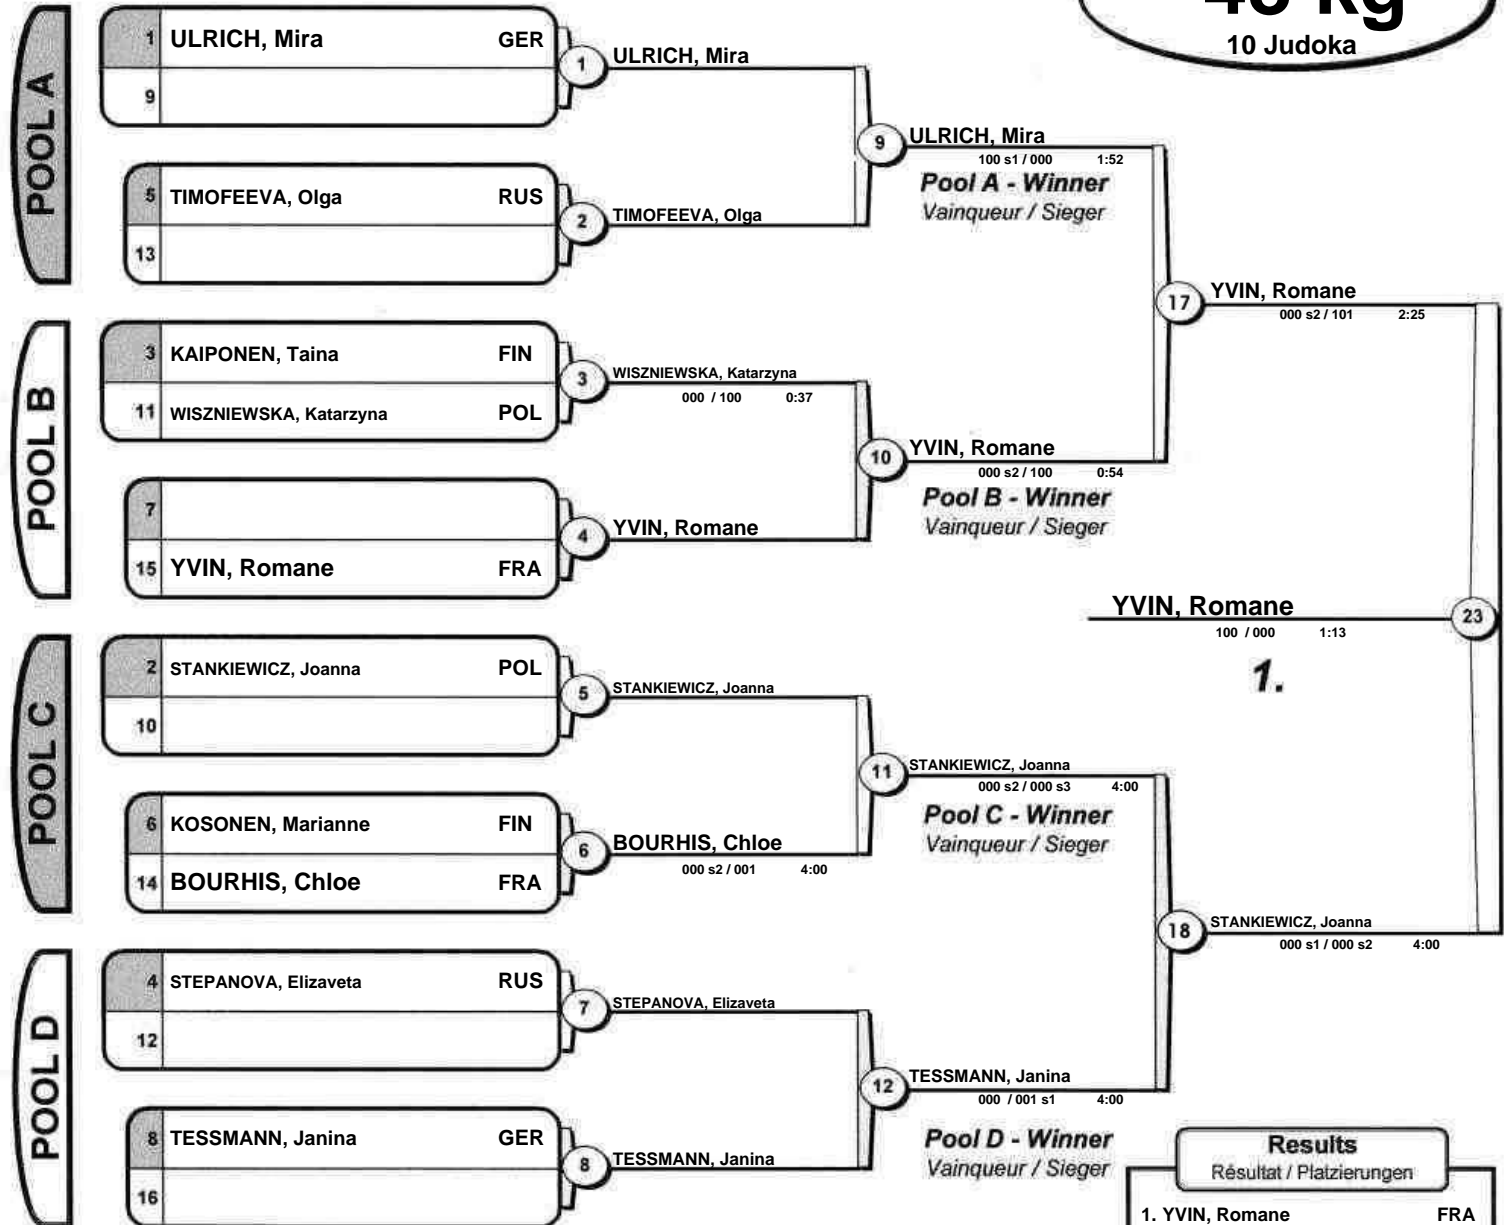 48 kg
10 Judoka
POOL A
1 ULRICH, Mira GER
9
1 ULRICH, Mira
5 TIMOFEEVA, Olga RUS
13
2 TIMOFEEVA, Olga
9 ULRICH, Mira
100 s1 / 000 1:52
Pool A - Winner
Vainqueur / Sieger
POOL B
3 KAIPONEN, Taina FIN
11 WISZNIEWSKA, Katarzyna POL
3 WISZNIEWSKA, Katarzyna
000 / 100 0:37
7
15 YVIN, Romane FRA
4 YVIN, Romane
10 YVIN, Romane
000 s2 / 100 0:54
Pool B - Winner
Vainqueur / Sieger
17 YVIN, Romane
000 s2 / 101 2:25
YVIN, Romane 23
100 / 000 1:13
1.
POOL C
2 STANKIEWICZ, Joanna POL
10
5 STANKIEWICZ, Joanna
6 KOSONEN, Marianne FIN
14 BOURHIS, Chloe FRA
6 BOURHIS, Chloe
000 s2 / 001 4:00
11 STANKIEWICZ, Joanna
000 s2 / 000 s3 4:00
Pool C - Winner
Vainqueur / Sieger
18 STANKIEWICZ, Joanna
000 s1 / 000 s2 4:00
POOL D
4 STEPANOVA, Elizaveta RUS
12
7 STEPANOVA, Elizaveta
8 TESSMANN, Janina GER
16
8 TESSMANN, Janina
12 TESSMANN, Janina
000 / 001 s1 4:00
Pool D - Winner
Vainqueur / Sieger
Results
Résultat / Platzierungen
1. YVIN, Romane FRA